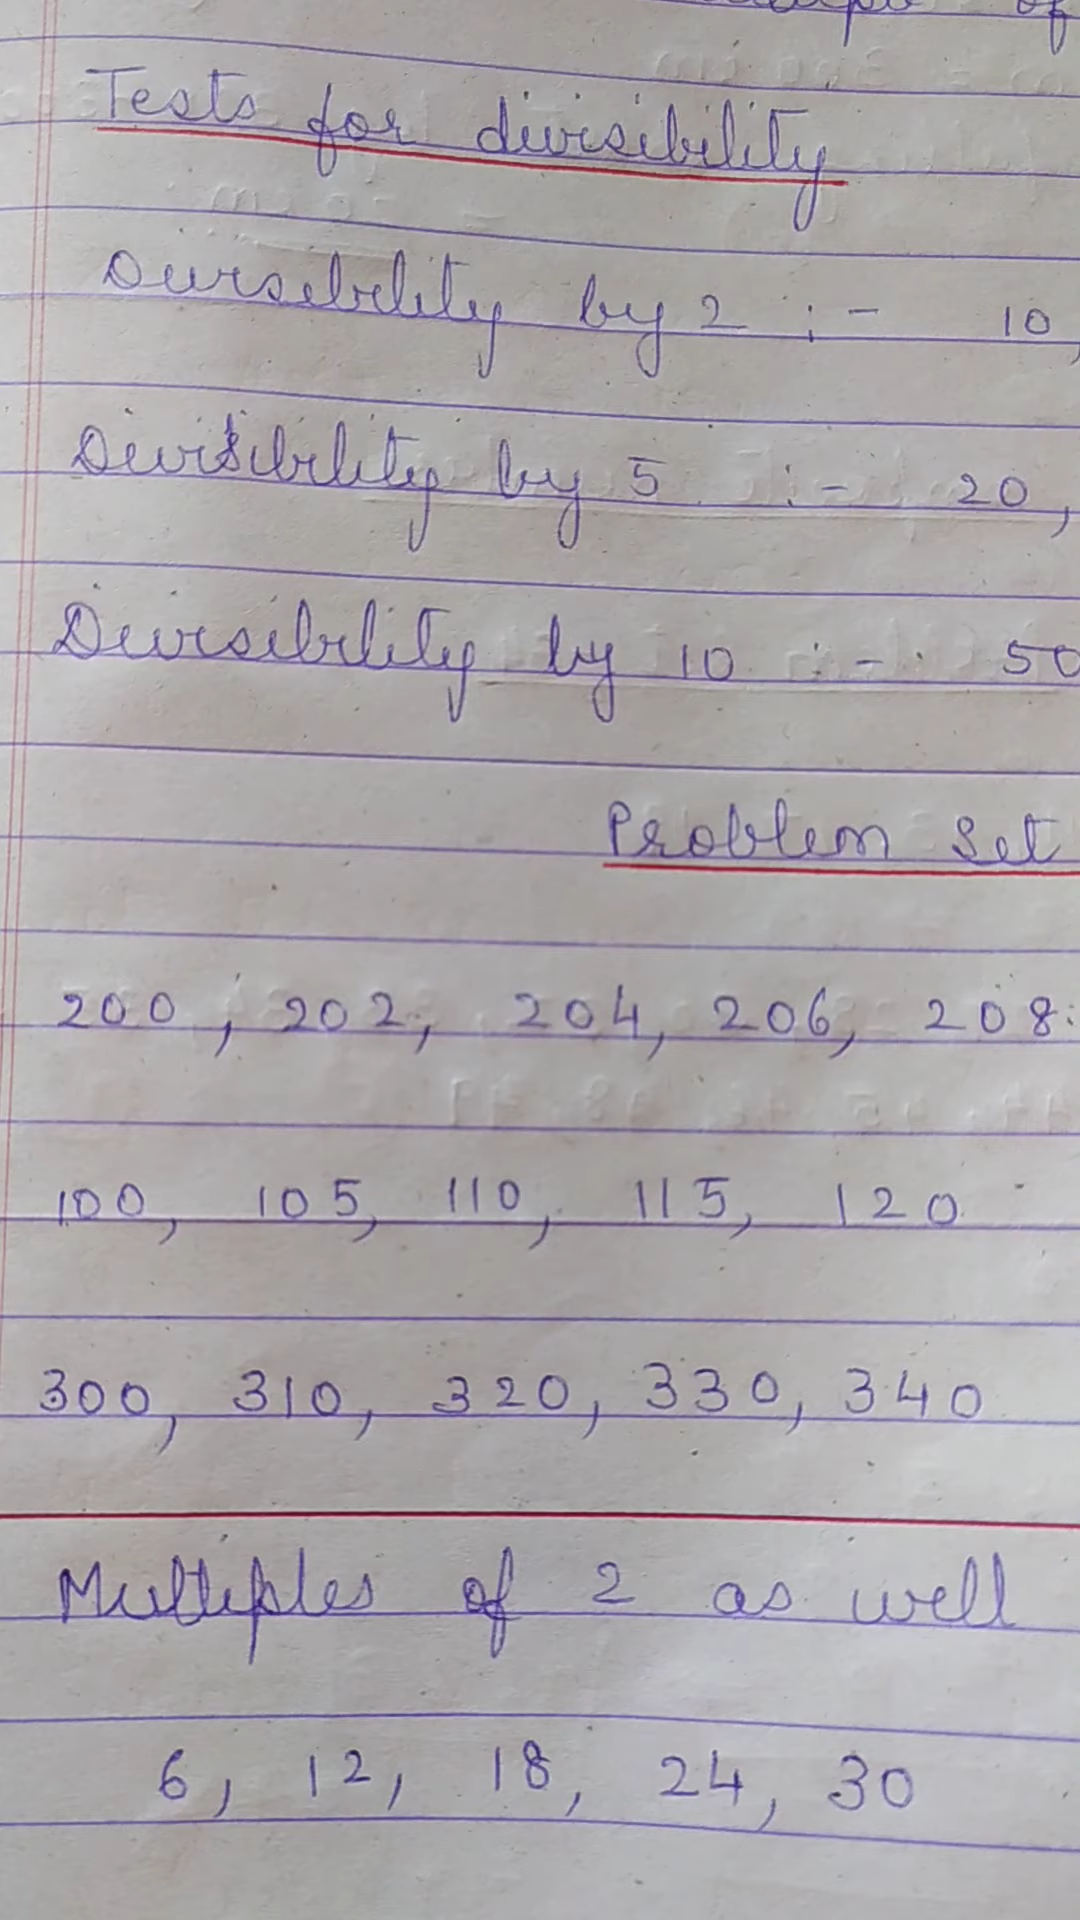 of
Tests for divisibility
Divisibility by 2 :- 10,
Divisibility by 5 :- 20,
Divisibility by 10 :- 50
Problem Set
200, 202, 204, 206, 208.
100, 105, 110, 115, 120.
300, 310, 320, 330, 340
Multiples of 2 as well
6, 12, 18, 24, 30